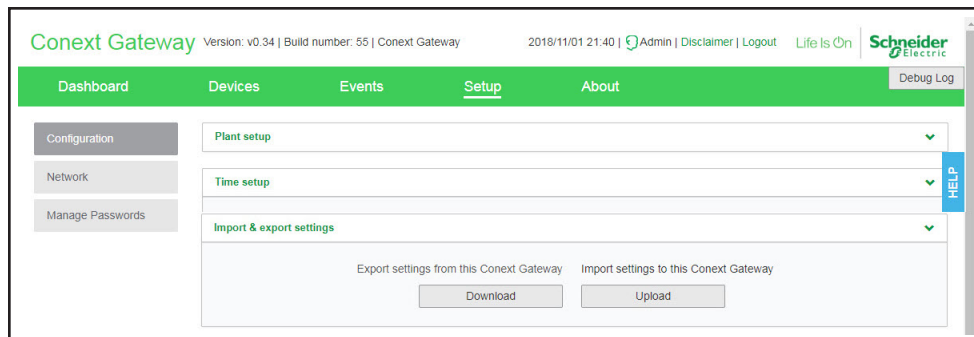 Conext Gateway Version: v0.34 | Build number: 55 | Conext Gateway 2018/11/01 21:40 | Admin | Disclaimer | Logout Life Is On Schneider Electric
Dashboard Devices Events Setup About Debug Log
Configuration
Network
Manage Passwords
Plant setup
Time setup
Import & export settings
Export settings from this Conext Gateway Import settings to this Conext Gateway
Download Upload
HELP